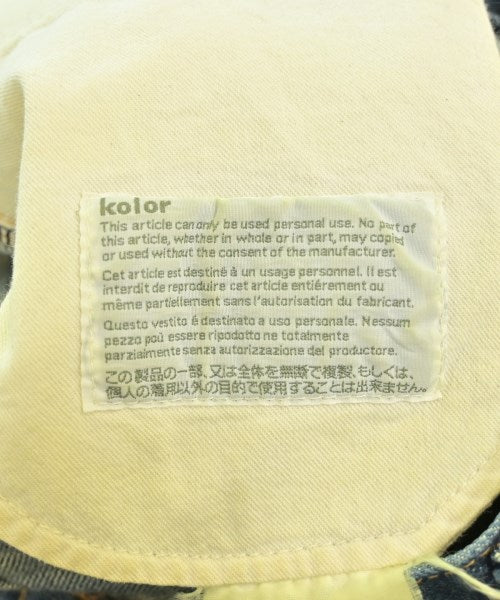 kolor
This article can only be used personal use. No part of
this article, whether in whole or in part, may copied
or used without the consent of the manufacturer.
Cet article est destiné à un usage personnel. Il est
interdit de reproduire cet article entiérement ou
même partiellement sans l'autorisation du fabricant.
Questo vestito é destinato a uso personale. Nessum
pezzo poù essere ripodotto ne totalmente
parzialmente senza autorizzazione del productore.
この製品の一部、又は全体を無断で複製、もしくは、
個人の着用以外の目的で使用することは出来ません。